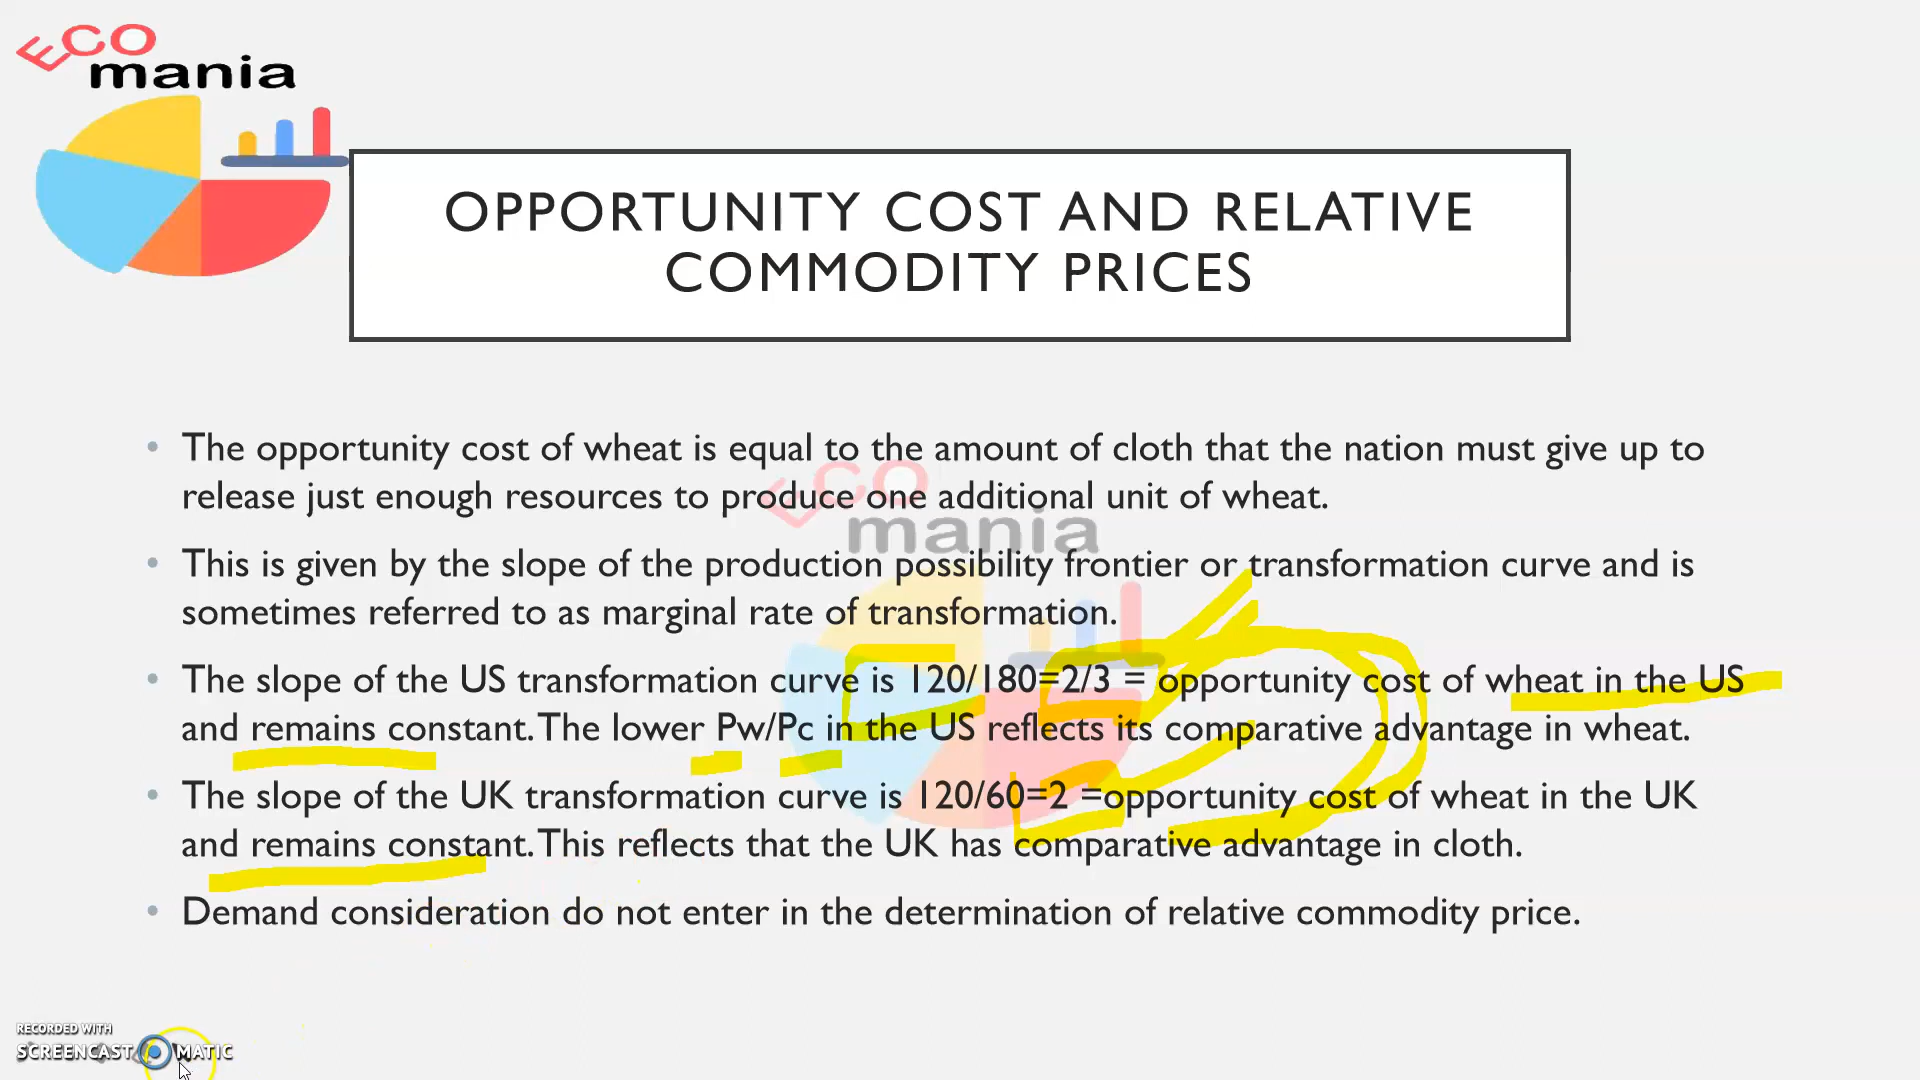 ECO
mania
OPPORTUNITY COST AND RELATIVE
COMMODITY PRICES
• The opportunity cost of wheat is equal to the amount of cloth that the nation must give up to
release just enough resources to produce one additional unit of wheat.
ECO
mania
• This is given by the slope of the production possibility frontier or transformation curve and is
sometimes referred to as marginal rate of transformation.
• The slope of the US transformation curve is 120/180=2/3 = opportunity cost of wheat in the US
and remains constant. The lower Pw/Pc in the US reflects its comparative advantage in wheat.
• The slope of the UK transformation curve is 120/60=2 =opportunity cost of wheat in the UK
and remains constant. This reflects that the UK has comparative advantage in cloth.
• Demand consideration do not enter in the determination of relative commodity price.
RECORDED WITH
SCREENCAST MATIC